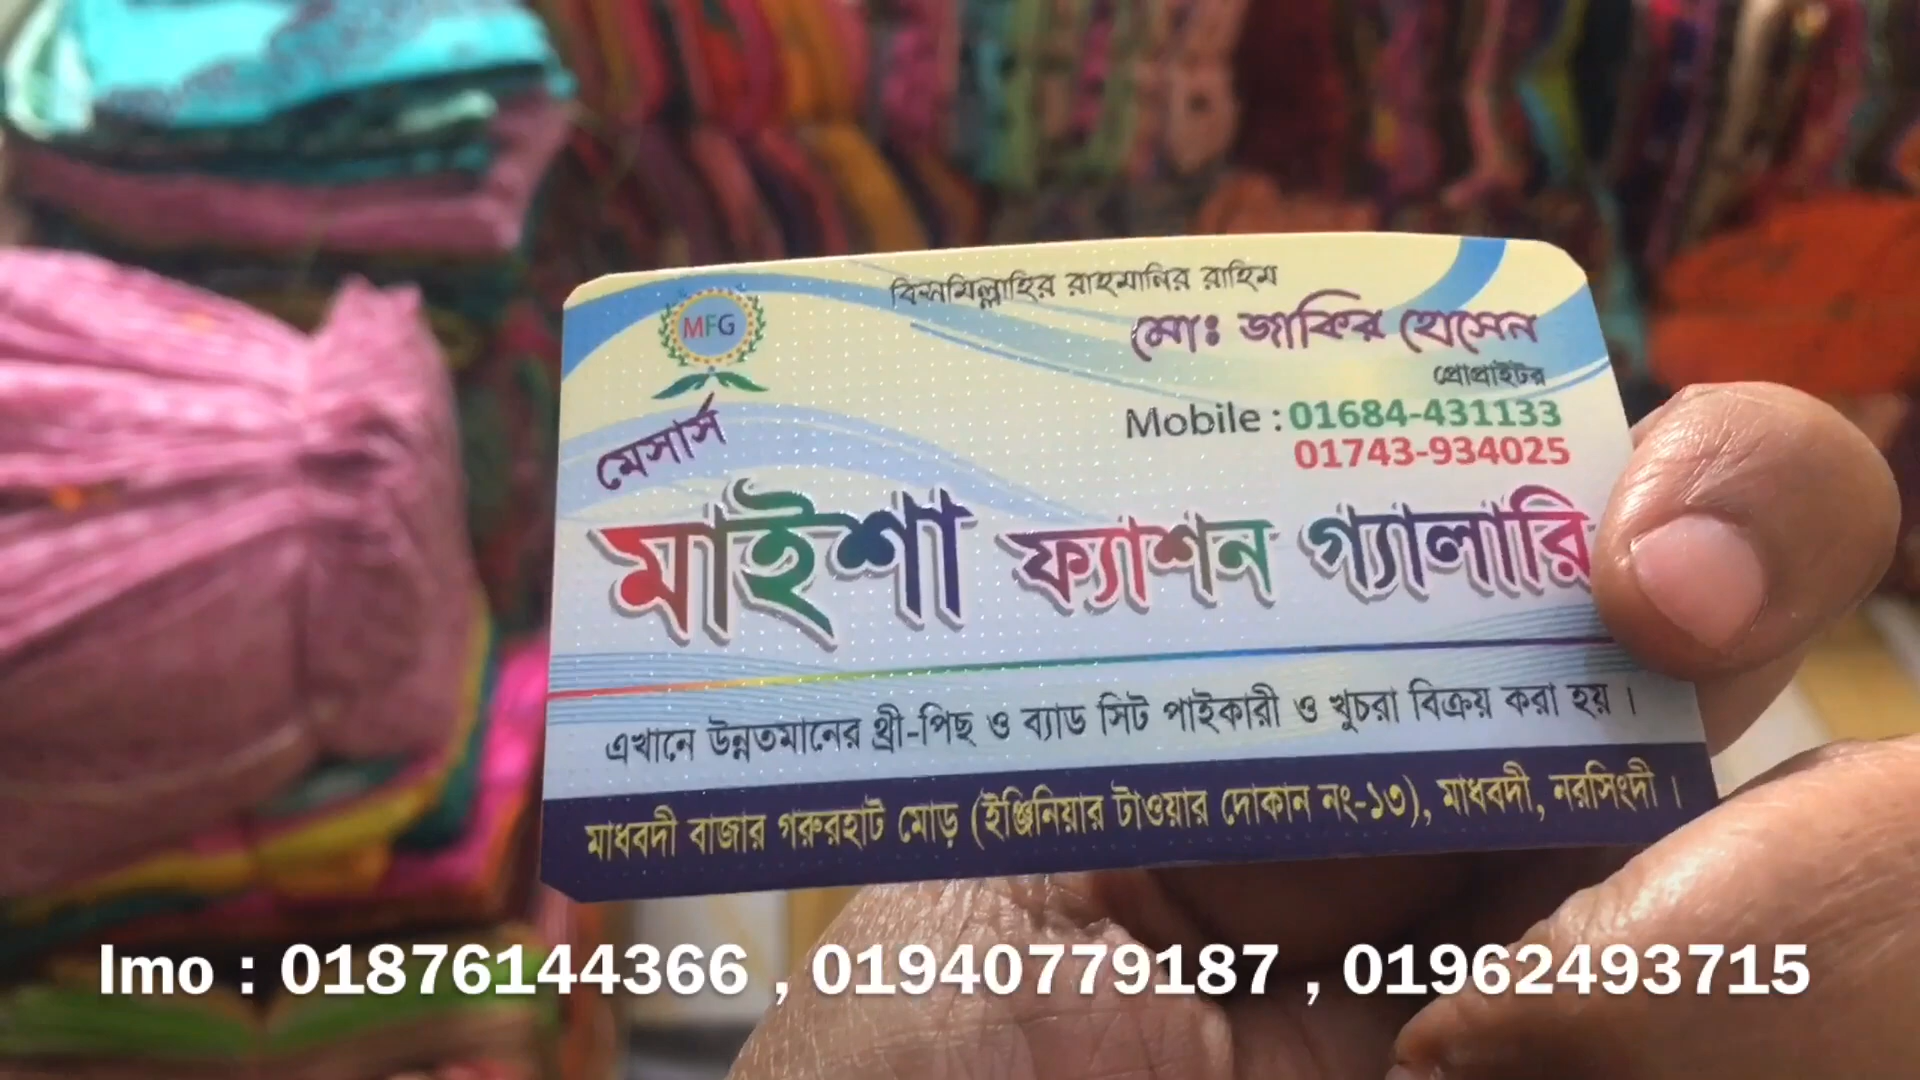 বিসমিল্লাহির রাহমানির রাহিম
MFG
মোঃ জাকির হোসেন
প্রোপ্রাইটর
Mobile : 01684-431133
01743-934025
মেসার্স
মাইশা ফ্যাশন গ্যালারি
এখানে উন্নতমানের থ্রী-পিছ ও ব্যাড সিট পাইকারী ও খুচরা বিক্রয় করা হয় ।
মাধবদী বাজার গরুরহাট মোড় (ইঞ্জিনিয়ার টাওয়ার দোকান নং-১৩), মাধবদী, নরসিংদী ।
Imo : 01876144366 , 01940779187 , 01962493715